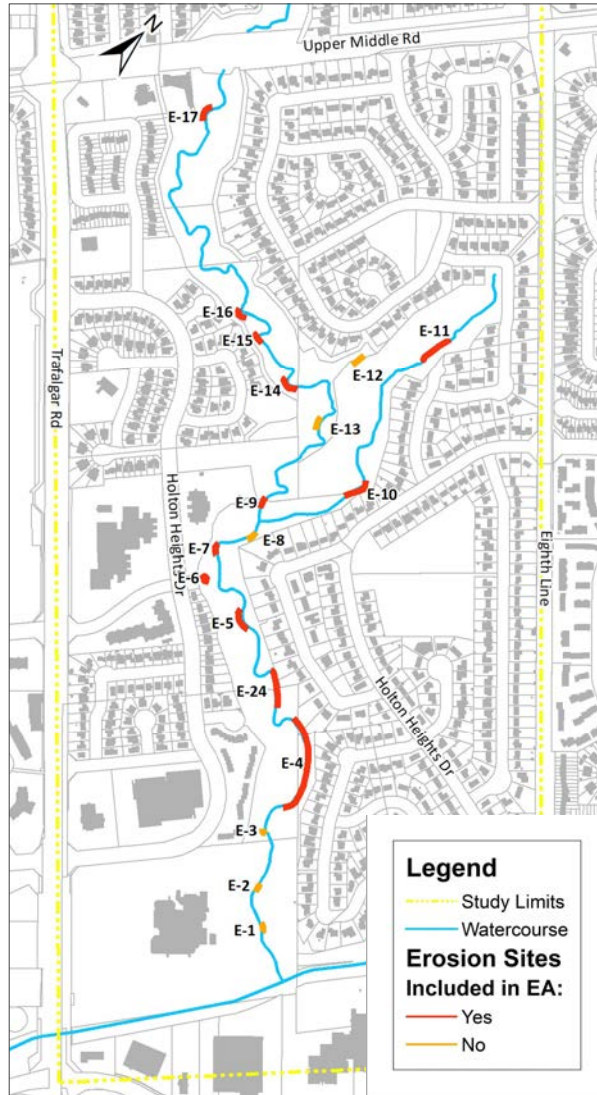 N
Upper Middle Rd
E-17
E-16
E-15
E-11
E-12
E-14
Trafalgar Rd
E-13
Holton Heights Dr
E-9
E-10
E-8
E-7
E-6
Eighth Line
E-5
E-24
Holton Heights Dr
E-4
E-3
E-2
E-1
Legend
Study Limits
Watercourse
Erosion Sites
Included in EA:
Yes
No